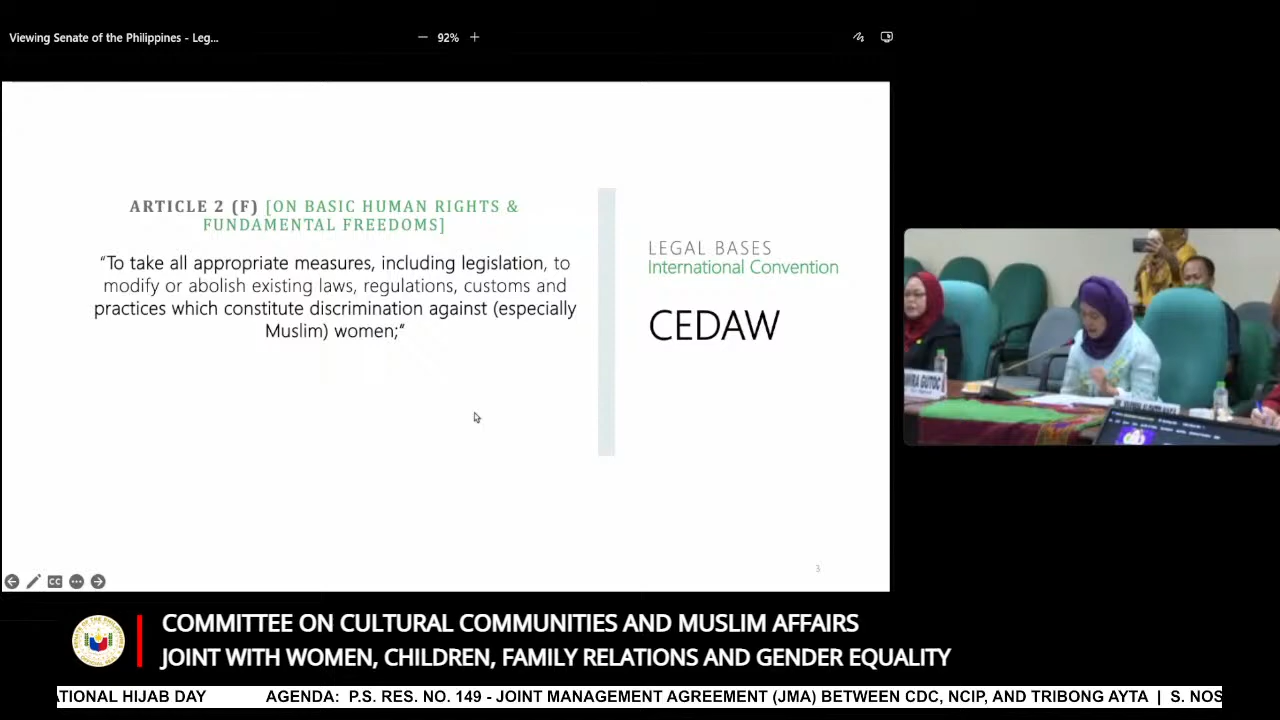 Viewing Senate of the Philippines - Leg...
92%
ARTICLE 2 (F) [ON BASIC HUMAN RIGHTS &
FUNDAMENTAL FREEDOMS]
“To take all appropriate measures, including legislation, to
modify or abolish existing laws, regulations, customs and
practices which constitute discrimination against (especially
Muslim) women;“
LEGAL BASES
International Convention
CEDAW
3
CC
GUTOC
COMMITTEE ON CULTURAL COMMUNITIES AND MUSLIM AFFAIRS
JOINT WITH WOMEN, CHILDREN, FAMILY RELATIONS AND GENDER EQUALITY
ATIONAL HIJAB DAY AGENDA: P.S. RES. NO. 149 - JOINT MANAGEMENT AGREEMENT (JMA) BETWEEN CDC, NCIP, AND TRIBONG AYTA | S. NOS